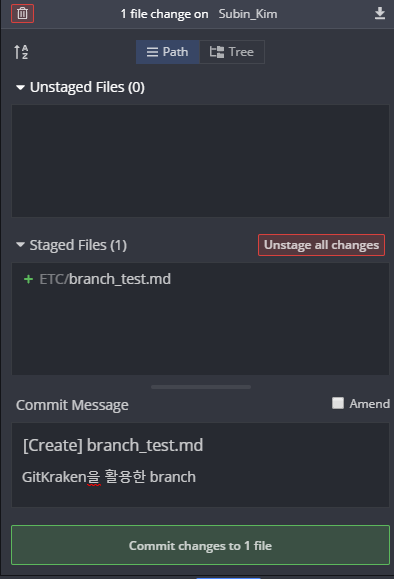 1 file change on Subin_Kim
Path Tree
Unstaged Files (0)
Staged Files (1) Unstage all changes
+ ETC/branch_test.md
Commit Message Amend
[Create] branch_test.md
GitKraken을 활용한 branch
Commit changes to 1 file